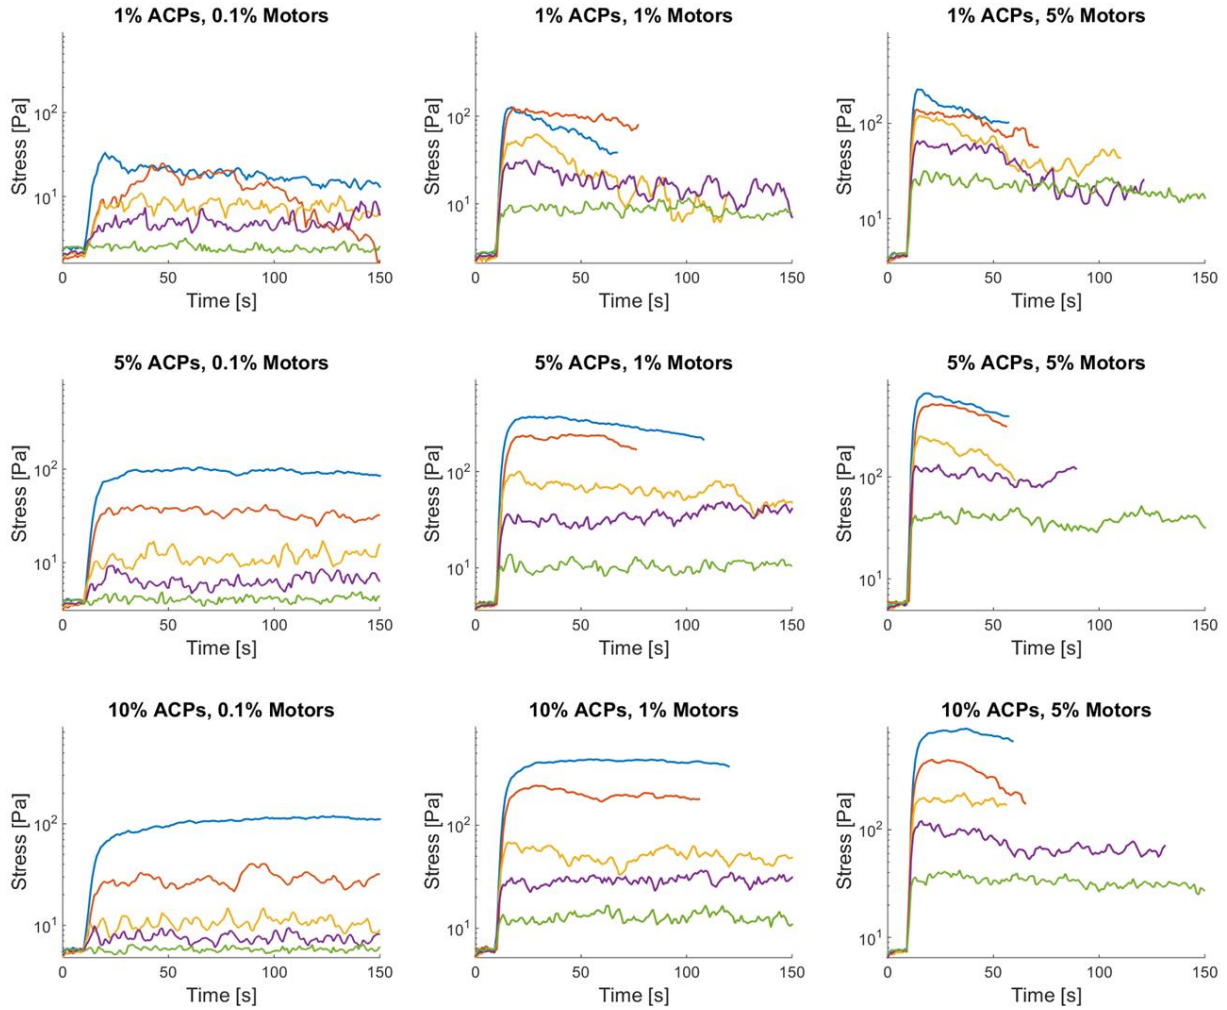 1% ACPs, 0.1% Motors
Stress [Pa]
10²
10¹
0 50 100 150
Time [s]
1% ACPs, 1% Motors
Stress [Pa]
10²
10¹
0 50 100 150
Time [s]
1% ACPs, 5% Motors
Stress [Pa]
10²
10¹
0 50 100 150
Time [s]
5% ACPs, 0.1% Motors
Stress [Pa]
10²
10¹
0 50 100 150
Time [s]
5% ACPs, 1% Motors
Stress [Pa]
10²
10¹
0 50 100 150
Time [s]
5% ACPs, 5% Motors
Stress [Pa]
10²
10¹
0 50 100 150
Time [s]
10% ACPs, 0.1% Motors
Stress [Pa]
10²
10¹
0 50 100 150
Time [s]
10% ACPs, 1% Motors
Stress [Pa]
10²
10¹
0 50 100 150
Time [s]
10% ACPs, 5% Motors
Stress [Pa]
10²
10¹
0 50 100 150
Time [s]